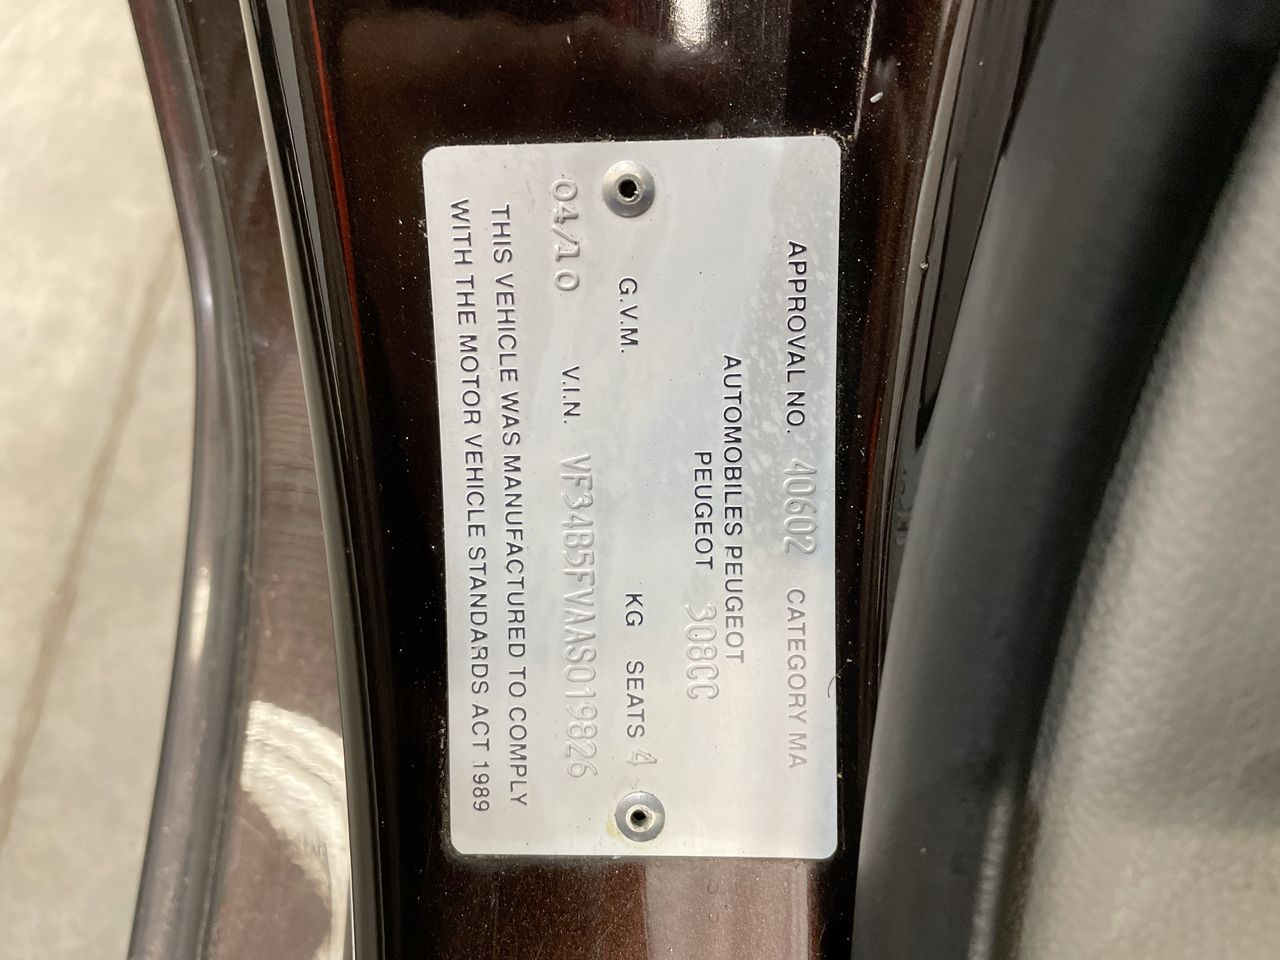 APPROVAL NO. 40602 CATEGORY MA
AUTOMOBILES PEUGEOT
PEUGEOT 308CC
G.V.M. KG SEATS 4
04/10 V.I.N. VF34B5FVAAS019826
THIS VEHICLE WAS MANUFACTURED TO COMPLY
WITH THE MOTOR VEHICLE STANDARDS ACT 1989